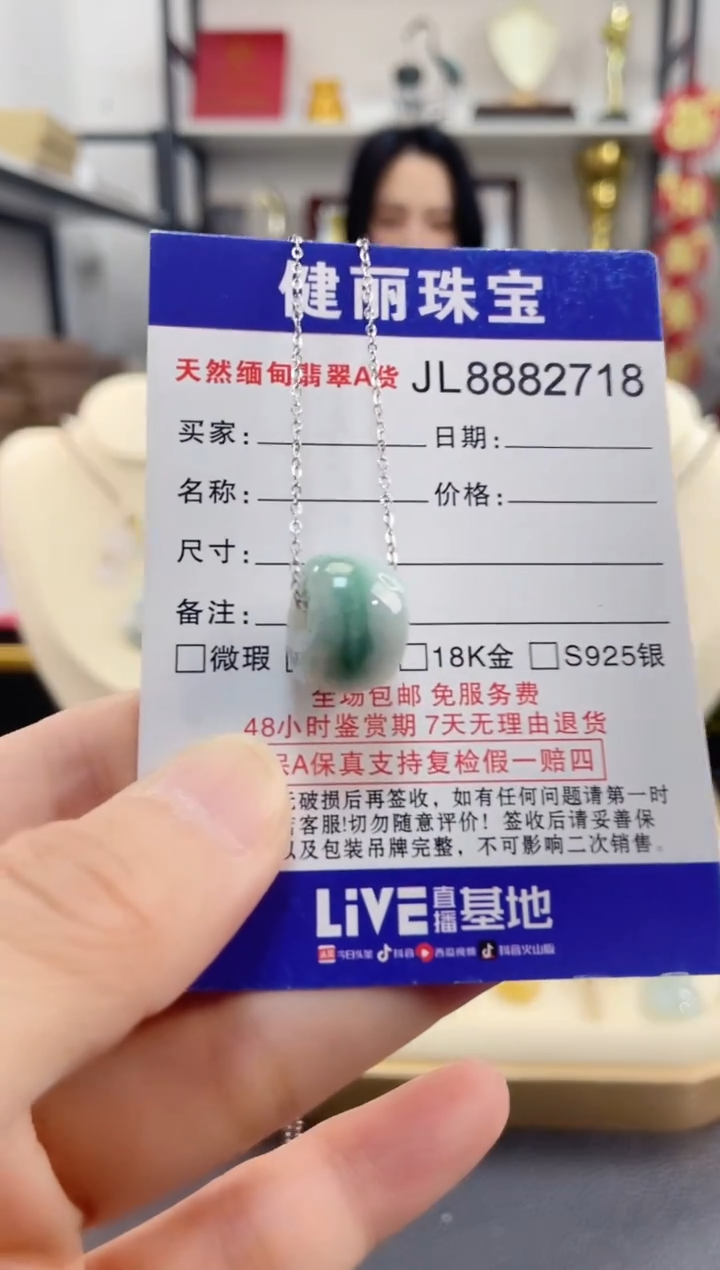 健丽珠宝
天然缅甸翡翠A货 JL8882718
买家: 日期:
名称: 价格:
尺寸:
备注:
微瑕 18K金 S925银
全场包邮 免服务费
48小时鉴赏期 7天无理由退货
保A保真支持复检假一赔四
破损后再签收，如有任何问题请第一时
客服!切勿随意评价！签收后请妥善保
以及包装吊牌完整，不可影响二次销售。
LiVE直播基地
今日头条 抖音 西瓜视频 抖音火山版